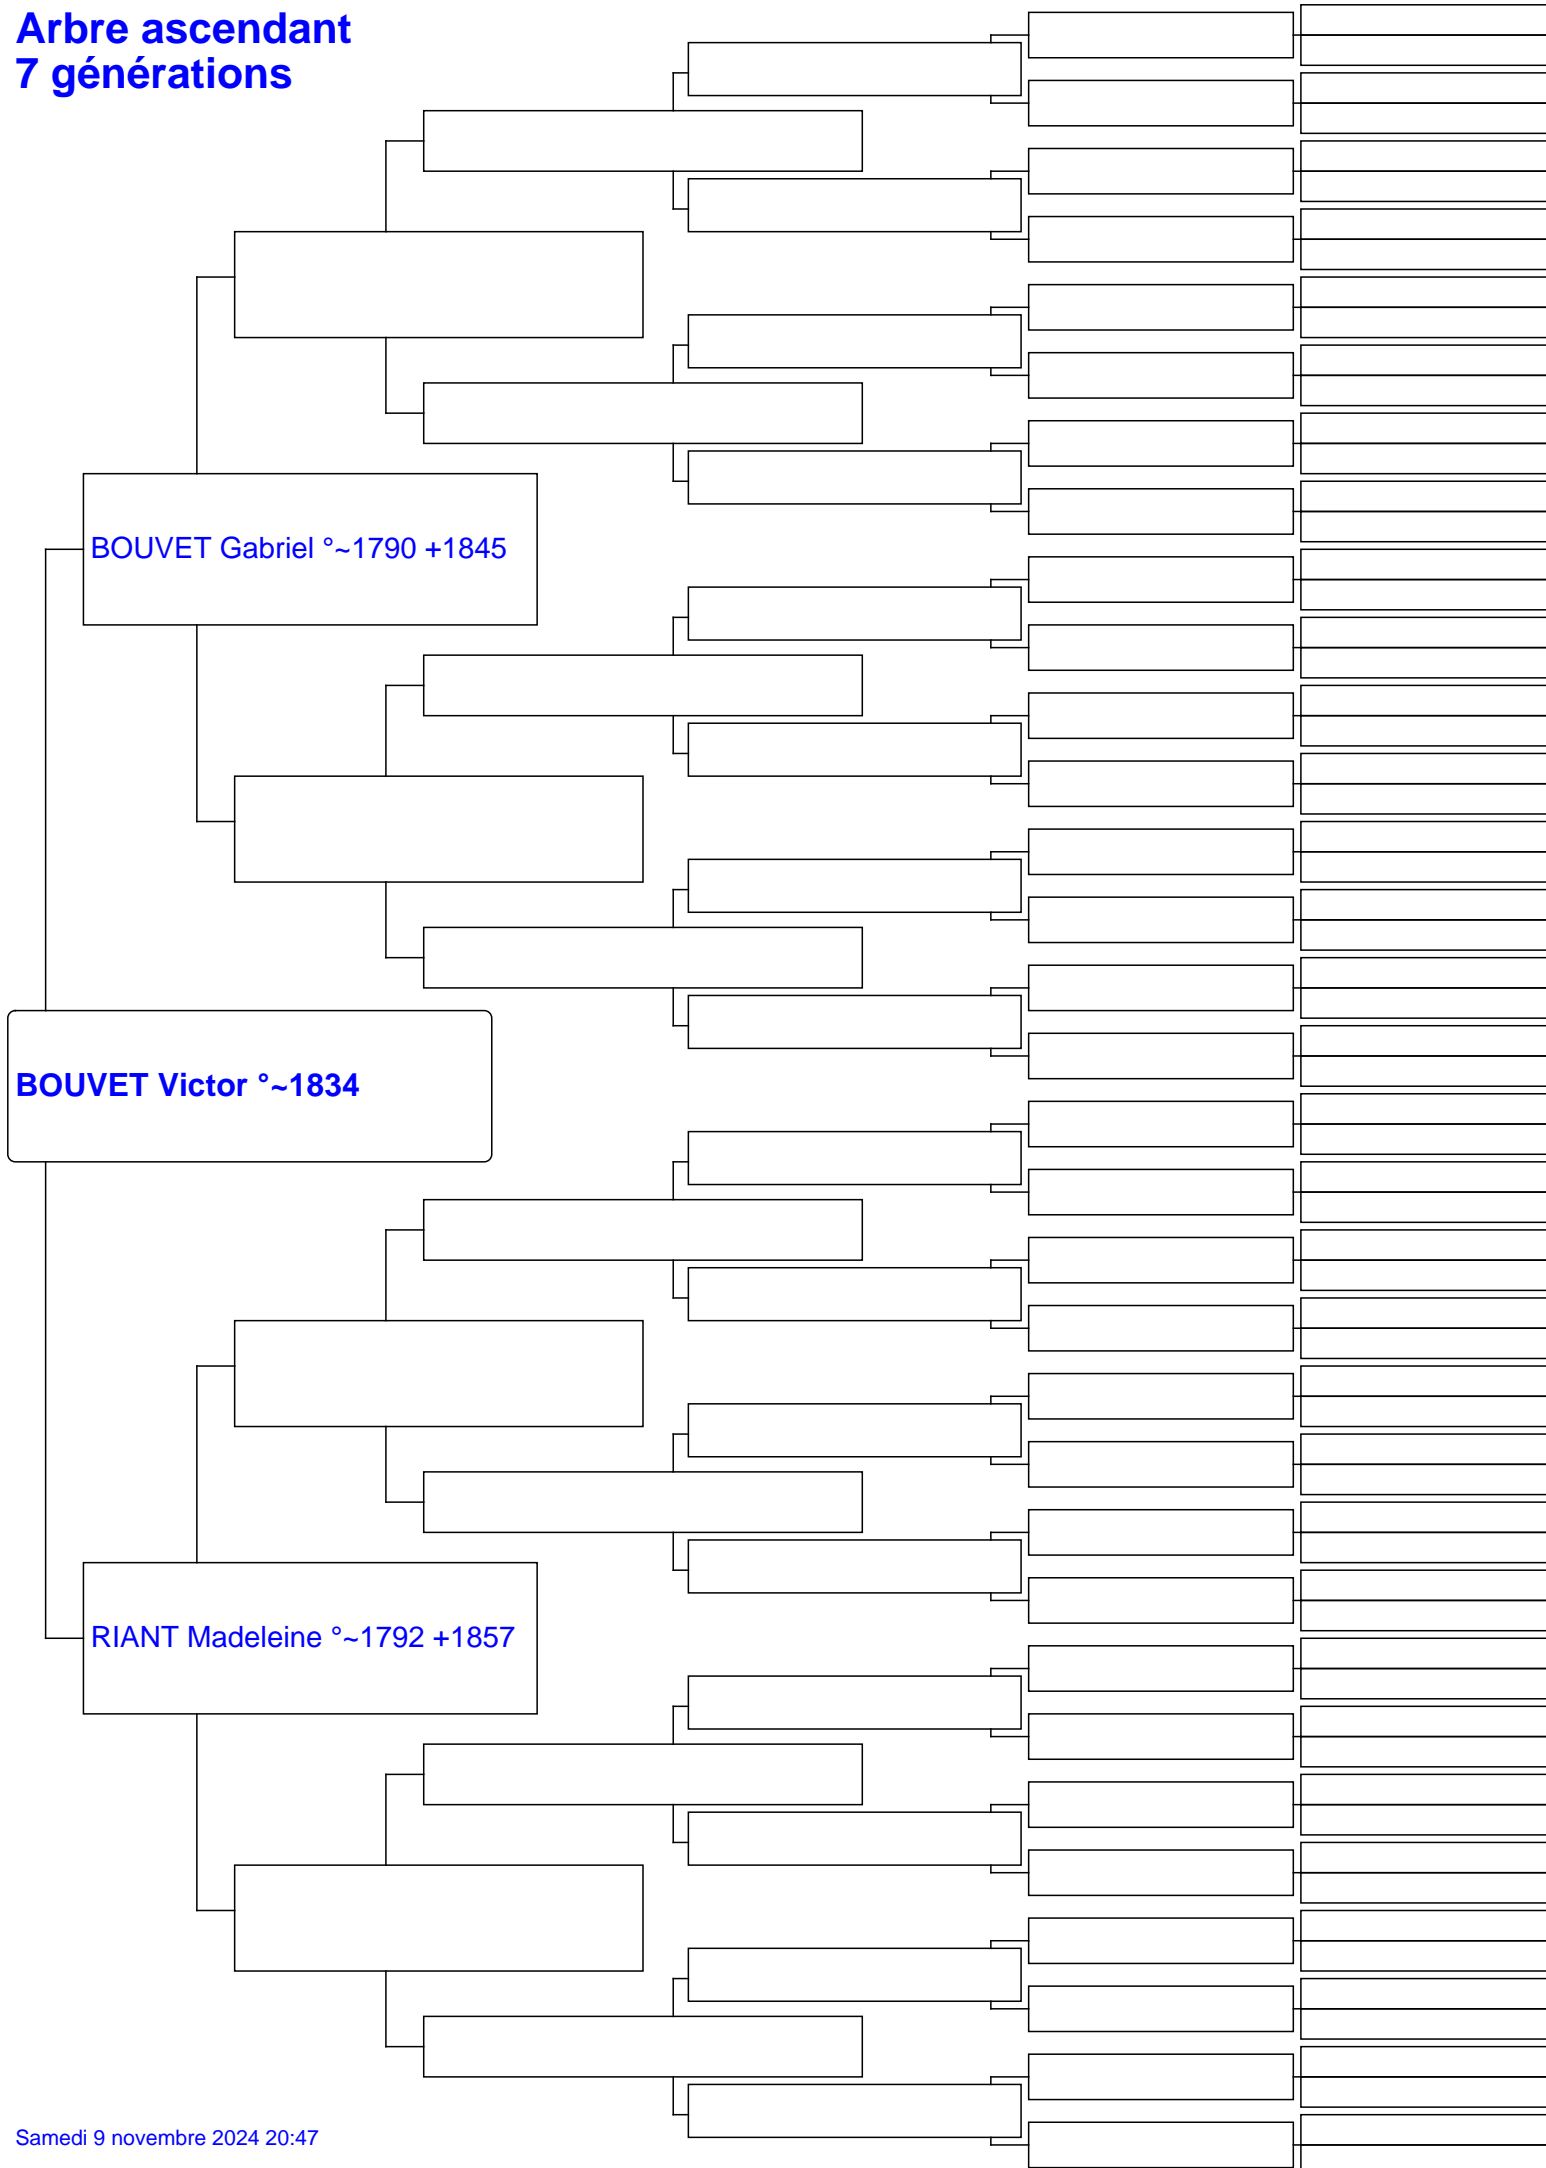 Arbre ascendant
7 générations
BOUVET Gabriel °~1790 +1845
BOUVET Victor °~1834
RIANT Madeleine °~1792 +1857
Samedi 9 novembre 2024 20:47